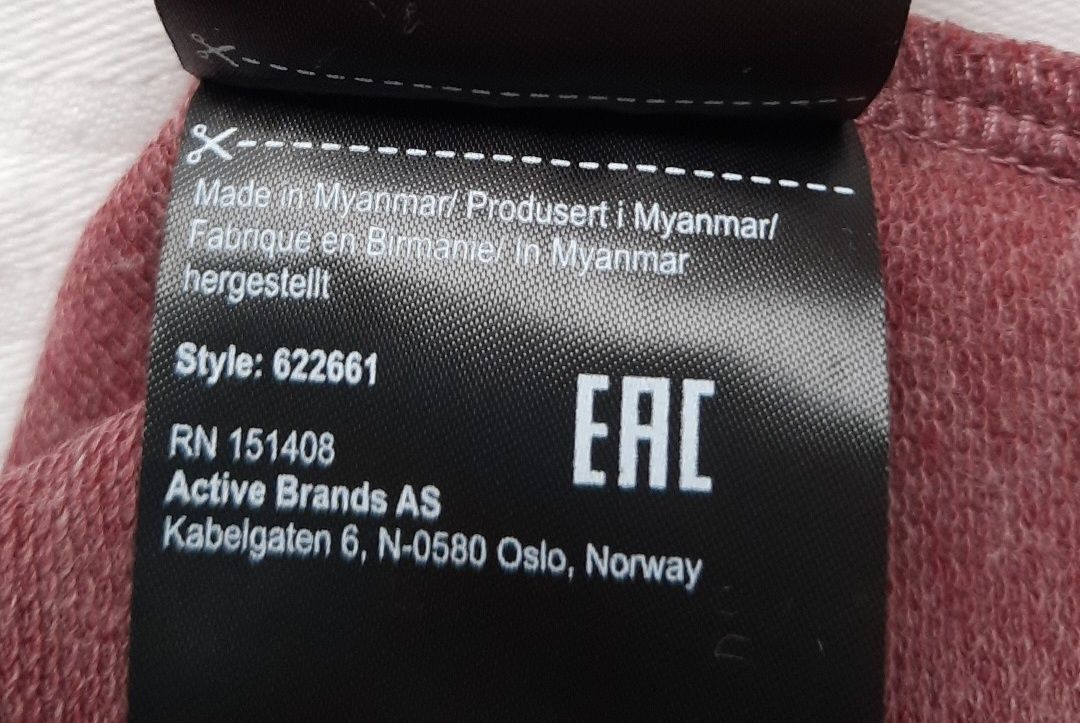 Made in Myanmar/ Produsert i Myanmar/
Fabrique en Birmanie/ In Myanmar
hergestellt
Style: 622661
EAC
RN 151408
Active Brands AS
Kabelgaten 6, N-0580 Oslo, Norway